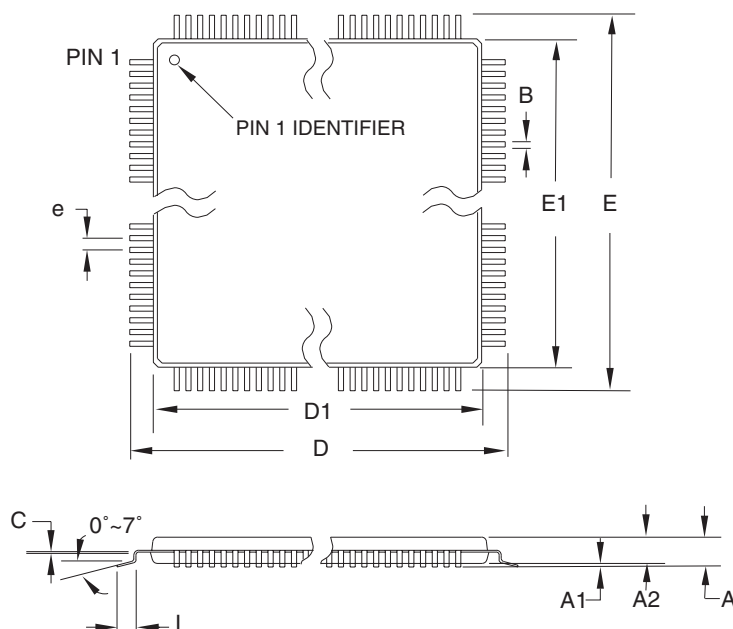 PIN 1
PIN 1 IDENTIFIER
B
e
E1
E
D1
D
C
0°~7°
A1
A2
A
L